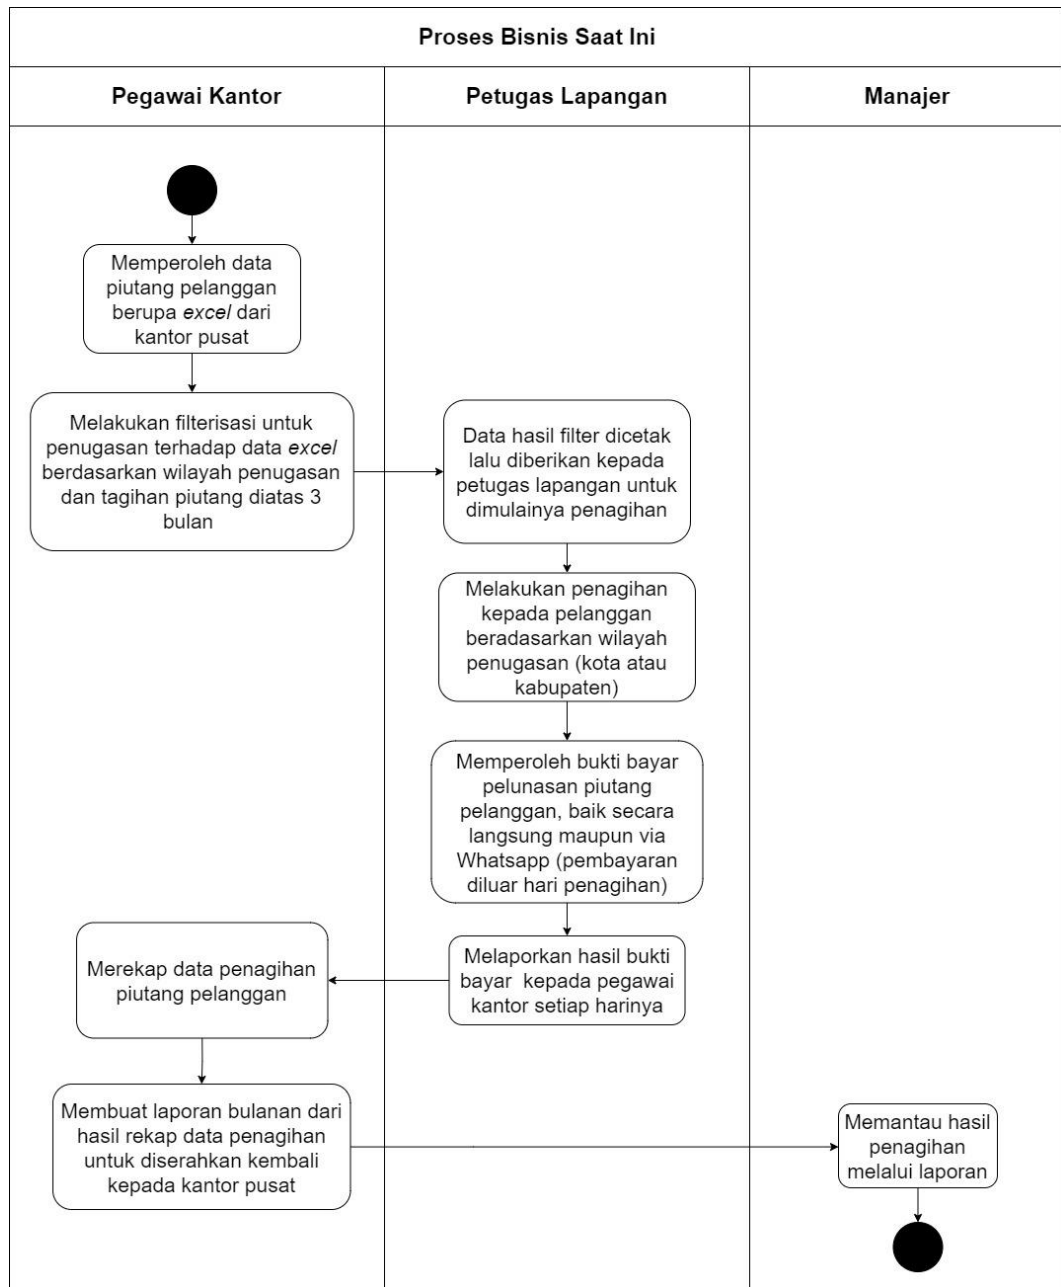 Proses Bisnis Saat Ini
Pegawai Kantor
Petugas Lapangan
Manajer
Memperoleh data
piutang pelanggan
berupa excel dari
kantor pusat
Melakukan filterisasi untuk
penugasan terhadap data excel
berdasarkan wilayah penugasan
dan tagihan piutang diatas 3
bulan
Data hasil filter dicetak
lalu diberikan kepada
petugas lapangan untuk
dimulainya penagihan
Melakukan penagihan
kepada pelanggan
beradasarkan wilayah
penugasan (kota atau
kabupaten)
Memperoleh bukti bayar
pelunasan piutang
pelanggan, baik secara
langsung maupun via
Whatsapp (pembayaran
diluar hari penagihan)
Melaporkan hasil bukti
bayar kepada pegawai
kantor setiap harinya
Merekap data penagihan
piutang pelanggan
Membuat laporan bulanan dari
hasil rekap data penagihan
untuk diserahkan kembali
kepada kantor pusat
Memantau hasil
penagihan
melalui laporan